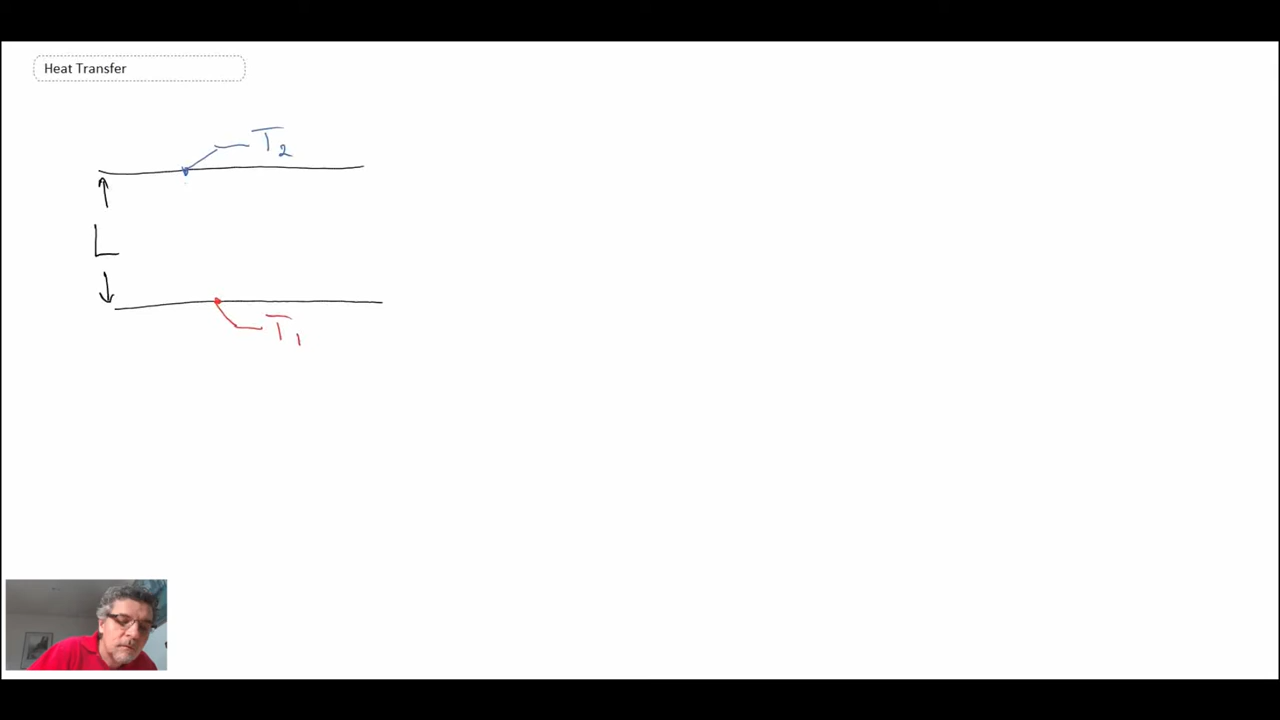 Heat Transfer
T₂
L
T₁